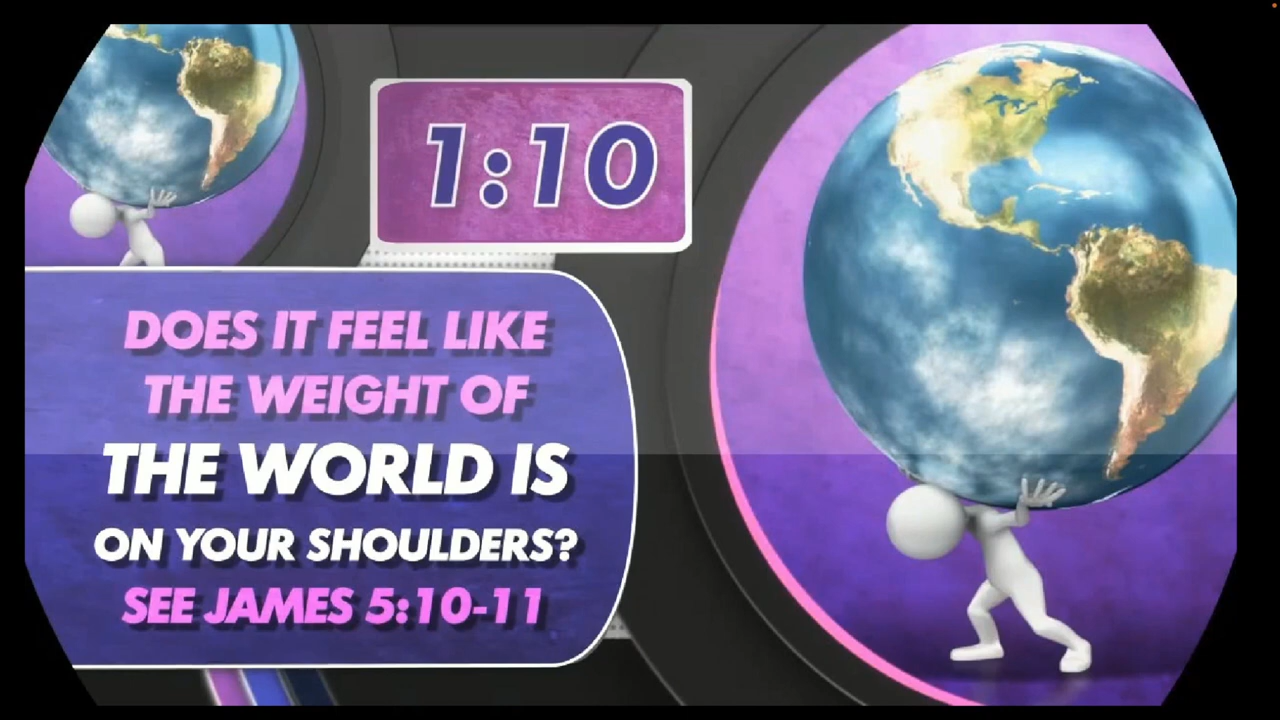 1:10
DOES IT FEEL LIKE
THE WEIGHT OF
THE WORLD IS
ON YOUR SHOULDERS?
SEE JAMES 5:10-11